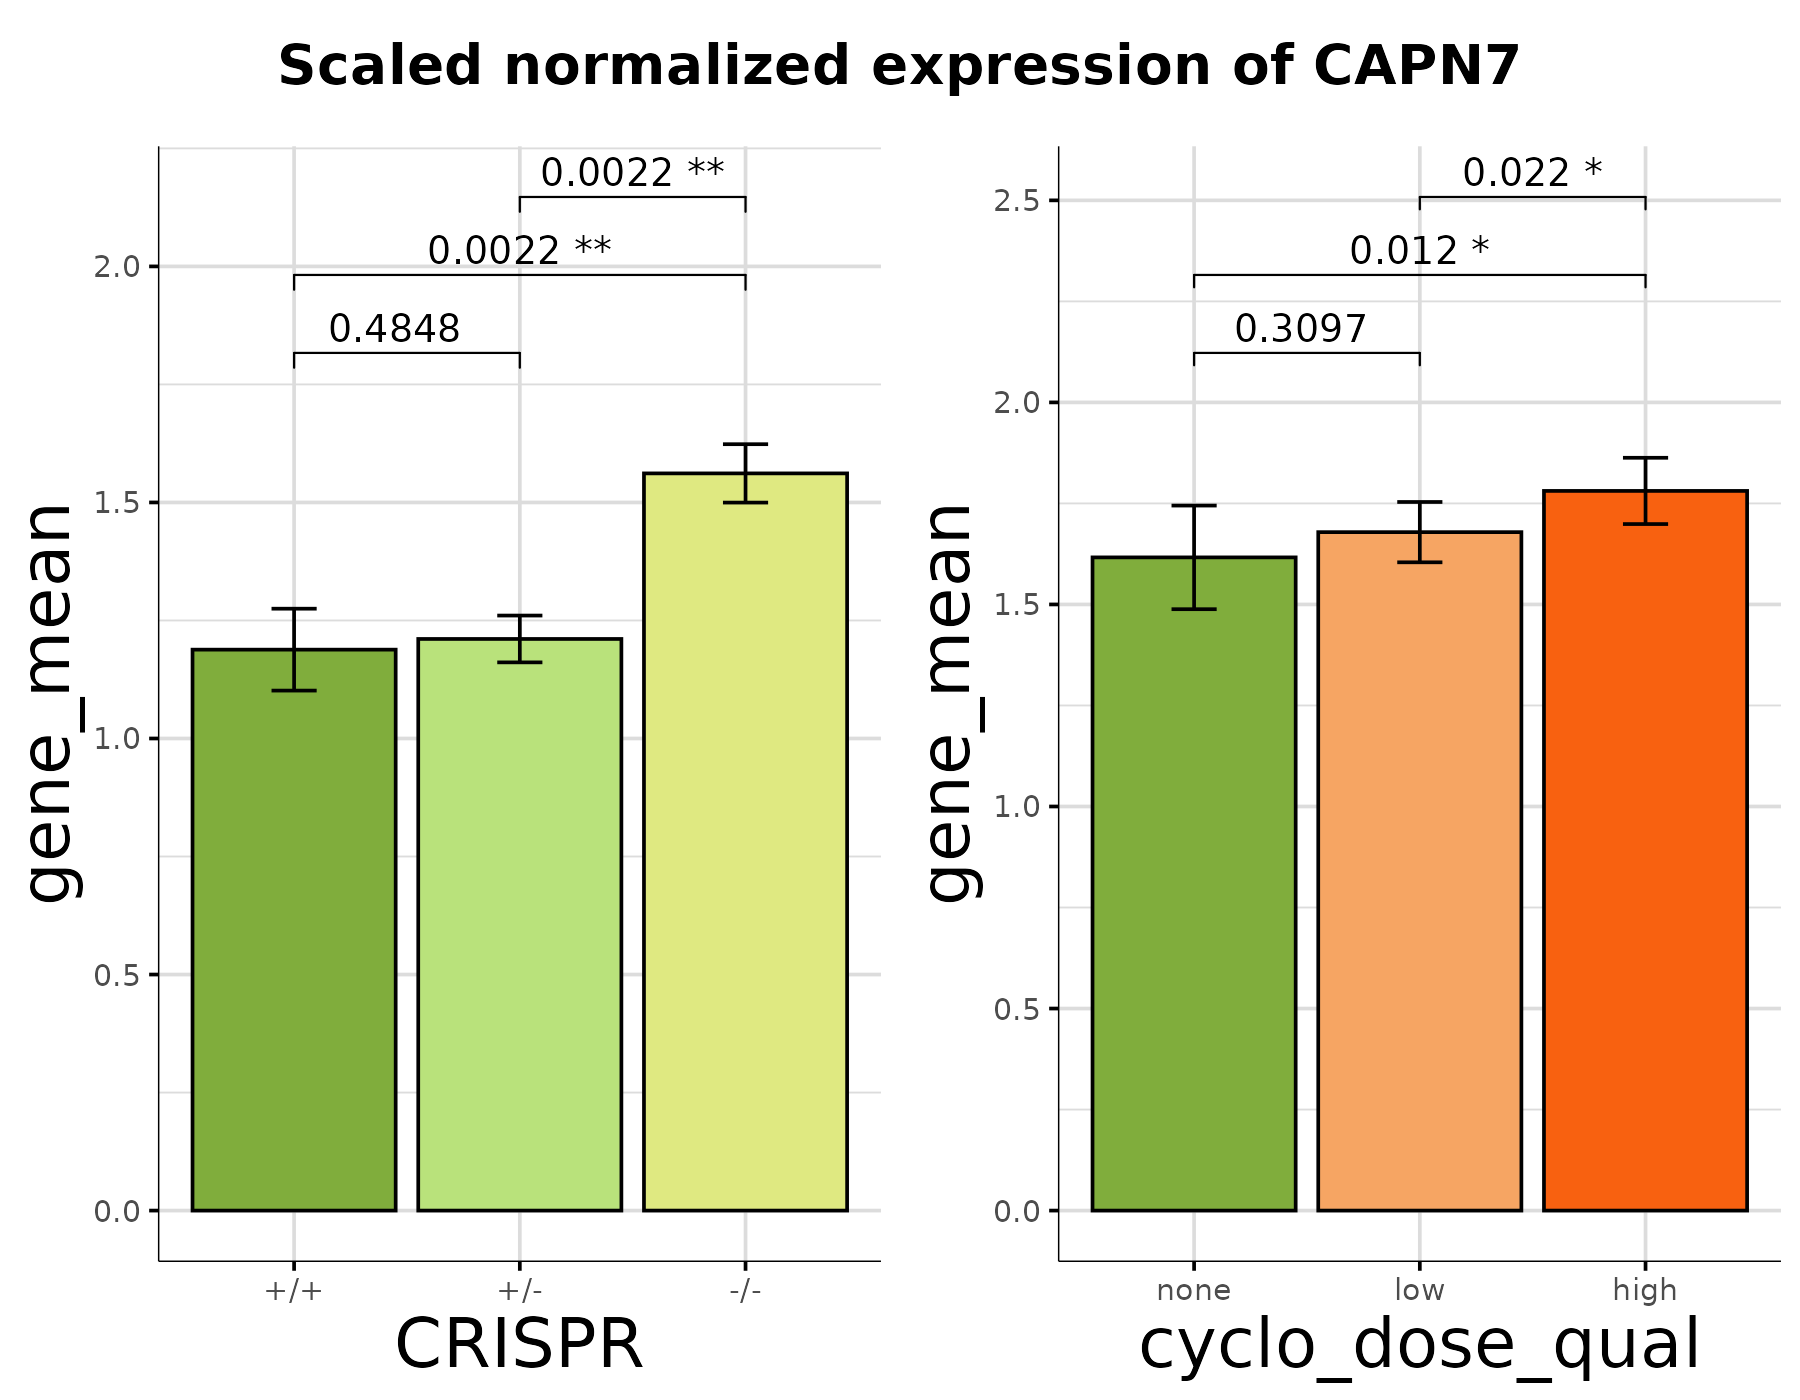 Scaled normalized expression of CAPN7
gene_mean
2.0
1.5
1.0
0.5
0.0
0.0022 **
0.0022 **
0.4848
+/+ +/- -/-
CRISPR
gene_mean
2.5
2.0
1.5
1.0
0.5
0.0
0.022 *
0.012 *
0.3097
none low high
cyclo_dose_qual